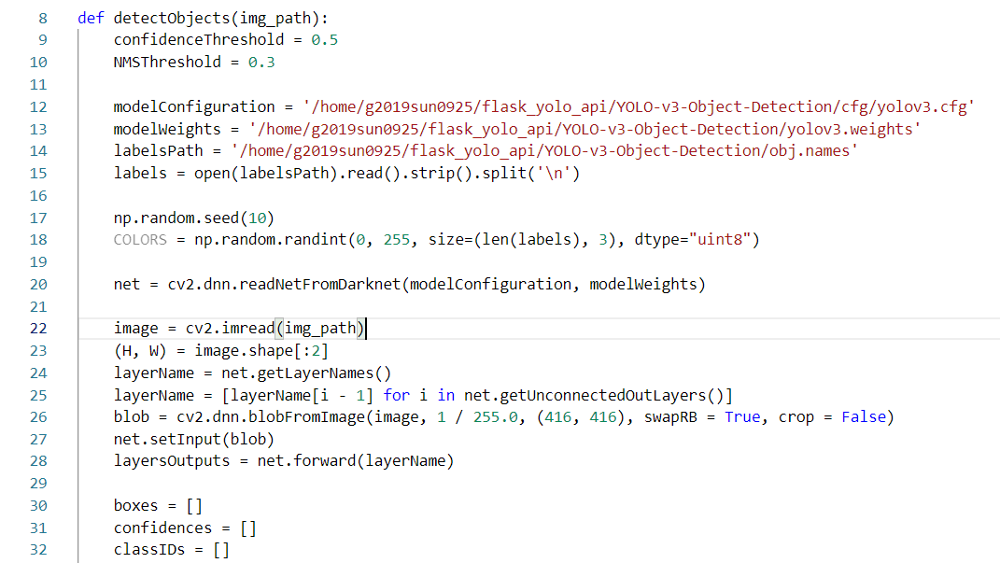 8 def detectObjects(img_path):
9 confidenceThreshold = 0.5
10 NMSThreshold = 0.3
11
12 modelConfiguration = '/home/g2019sun0925/flask_yolo_api/YOLO-v3-Object-Detection/cfg/yolov3.cfg'
13 modelWeights = '/home/g2019sun0925/flask_yolo_api/YOLO-v3-Object-Detection/yolov3.weights'
14 labelsPath = '/home/g2019sun0925/flask_yolo_api/YOLO-v3-Object-Detection/obj.names'
15 labels = open(labelsPath).read().strip().split('\n')
16
17 np.random.seed(10)
18 COLORS = np.random.randint(0, 255, size=(len(labels), 3), dtype="uint8")
19
20 net = cv2.dnn.readNetFromDarknet(modelConfiguration, modelWeights)
21
22 image = cv2.imread(img_path)
23 (H, W) = image.shape[:2]
24 layerName = net.getLayerNames()
25 layerName = [layerName[i - 1] for i in net.getUnconnectedOutLayers()]
26 blob = cv2.dnn.blobFromImage(image, 1 / 255.0, (416, 416), swapRB = True, crop = False)
27 net.setInput(blob)
28 layersOutputs = net.forward(layerName)
29
30 boxes = []
31 confidences = []
32 classIDs = []